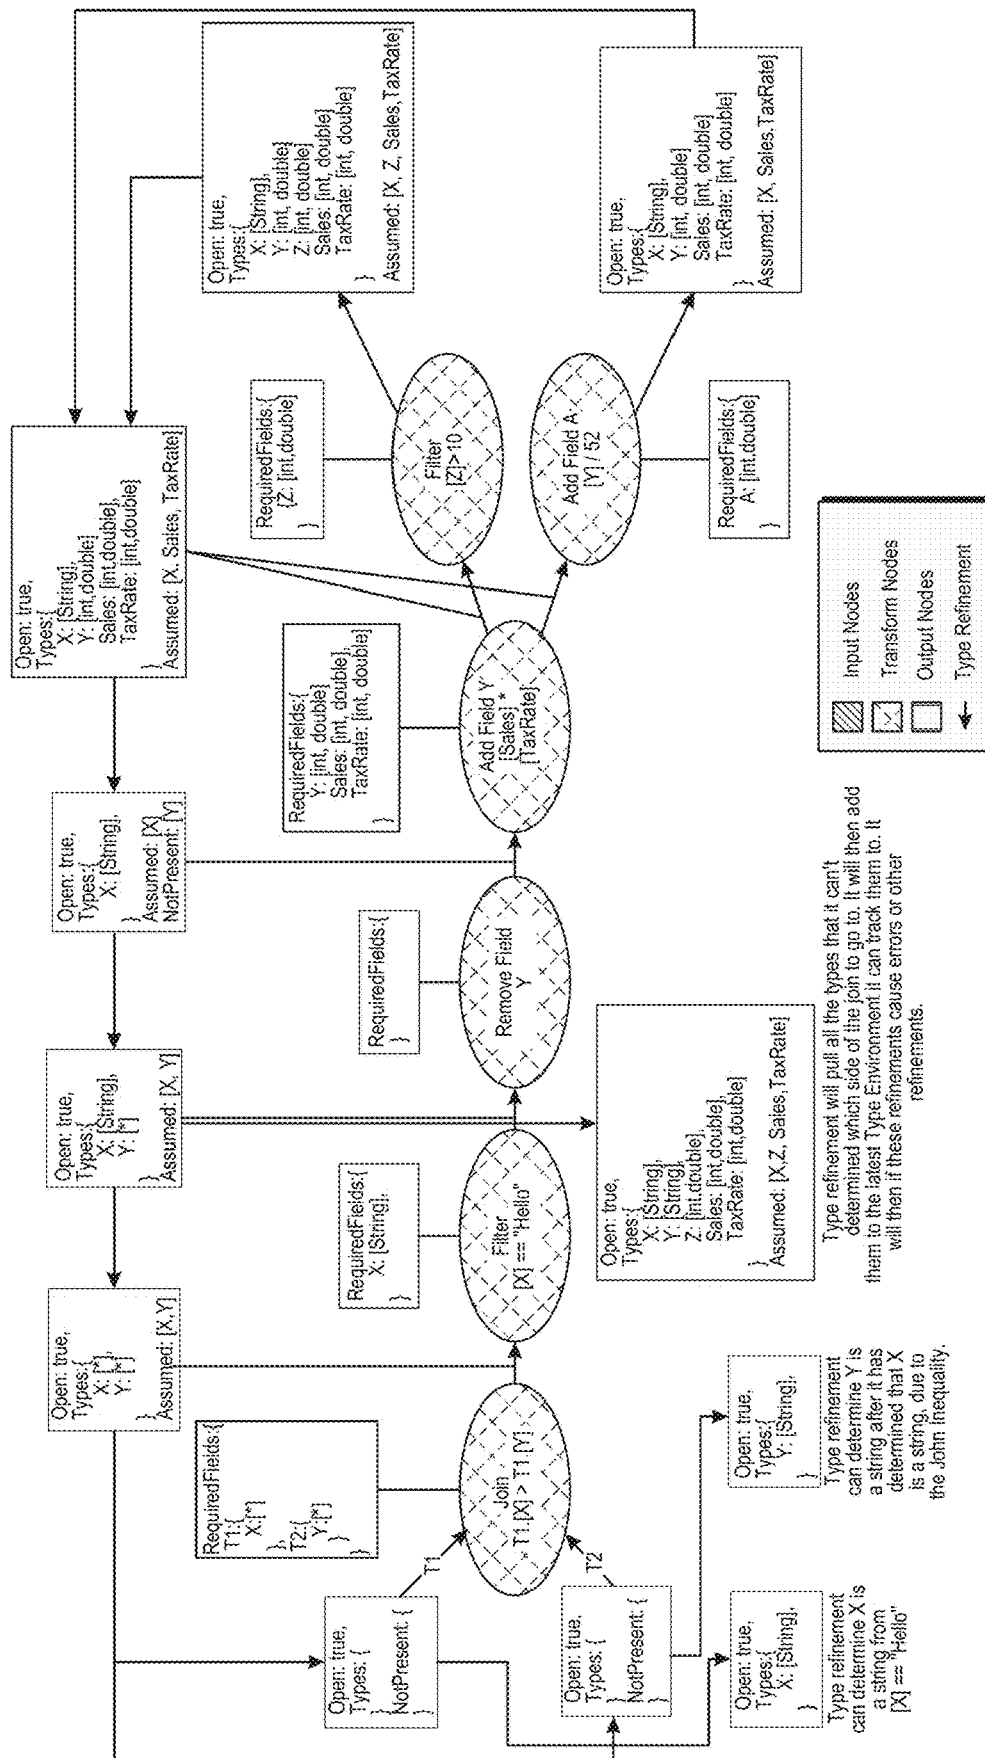 Open: true,
Types: {
}
NotPresent: {
}
T1
Open: true,
Types: {
}
NotPresent: {
}
T2
Open: true,
Types:{
X: [String],
}
Type refinement
can determine X is
a string from
[X] == "Hello"
Open: true,
Types:{
Y: [String],
}
Type refinement
can determine Y is
a string after it has
determined that X
is a string, due to
the John Inequality.
RequiredFields:{
T1:{
X:[*]
},
T2:{
Y:[*]
}
}
Join
T1.[X] > T1.[Y]
Open: true,
Types:{
X: [*],
Y: [*]
}
Assumed: [X,Y]
RequiredFields:{
X: [String],
}
Filter
[X] == "Hello"
Open: true,
Types:{
X: [String],
Y: [*]
}
Assumed: [X, Y]
Open: true,
Types:{
X: [String],
Y: [String],
Z: [int,double],
Sales: [int,double],
TaxRate: [int,double]
}
Assumed: [X,Z, Sales,TaxRate]
Type refinement will pull all the types that it can't
determined which side of the join to go to. It will then add
them to the latest Type Environment it can track them to. It
will then if these refinements cause errors or other
refinements.
RequiredFields:{
}
Remove Field
Y
Open: true,
Types:{
X: [String],
}
Assumed: [X]
NotPresent: [Y]
RequiredFields:{
Y: [int, double]
Sales: [int, double],
TaxRate: [int, double]
}
Add Field Y
[Sales] *
[TaxRate]
Open: true,
Types:{
X: [String],
Y: [int,double]
Sales: [int,double],
TaxRate: [int,double]
}
Assumed: [X, Sales, TaxRate]
RequiredFields:{
{Z: [int,double]
}
Filter
[Z]>10
Add Field A
[Y] / 52
RequiredFields:{
A: [int,double]
}
Open: true,
Types:{
X: [String],
Y: [int, double]
Z: [int, double]
Sales: [int, double]
TaxRate: [int, double]
}
Assumed: [X, Z, Sales,TaxRate]
Open: true,
Types:{
X: [String],
Y: [int, double]
Sales: [int, double]
TaxRate: [int, double]
}
Assumed: [X, Sales,TaxRate]
Input Nodes
Transform Nodes
Output Nodes
Type Refinement